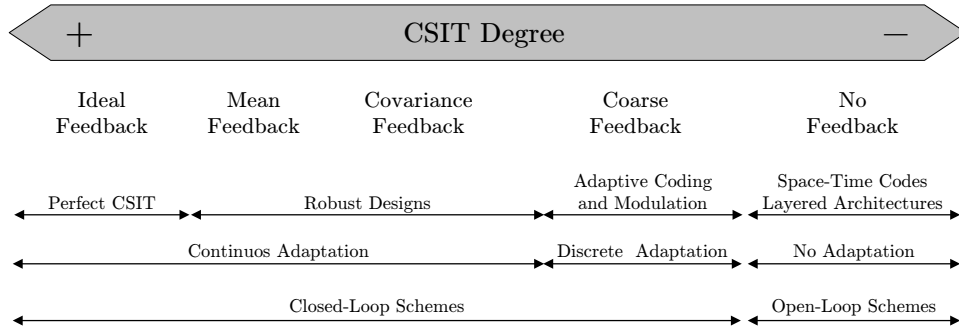 + CSIT Degree −
Ideal Feedback
Mean Feedback
Covariance Feedback
Coarse Feedback
No Feedback
Perfect CSIT
Robust Designs
Adaptive Coding
and Modulation
Space-Time Codes
Layered Architectures
Continuos Adaptation
Discrete Adaptation
No Adaptation
Closed-Loop Schemes
Open-Loop Schemes